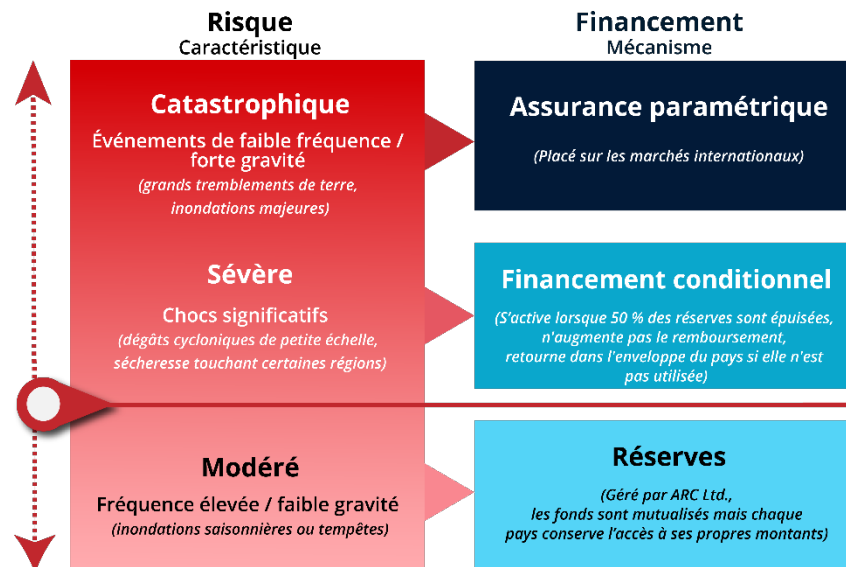 Risque
Caractéristique
Financement
Mécanisme
Catastrophique
Événements de faible fréquence /
forte gravité
(grands tremblements de terre,
inondations majeures)
Assurance paramétrique
(Placé sur les marchés internationaux)
Sévère
Chocs significatifs
(dégâts cycloniques de petite échelle,
sécheresse touchant certaines régions)
Financement conditionnel
(S'active lorsque 50 % des réserves sont épuisées,
n'augmente pas le remboursement,
retourne dans l'enveloppe du pays si elle n'est
pas utilisée)
Modéré
Fréquence élevée / faible gravité
(inondations saisonnières ou tempêtes)
Réserves
(Géré par ARC Ltd.,
les fonds sont mutualisés mais chaque
pays conserve l'accès à ses propres montants)